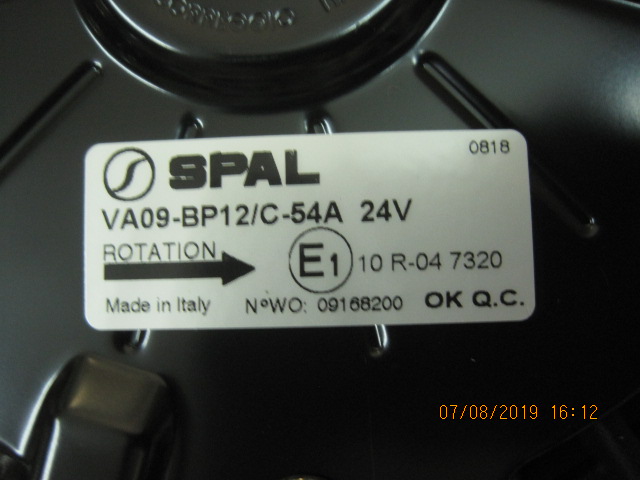 CORREGGIO
SPAL
0818
VA09-BP12/C-54A 24V
ROTATION
E1 10 R-04 7320
Made in Italy N°WO: 09168200 OK Q.C.
07/08/2019 16:12